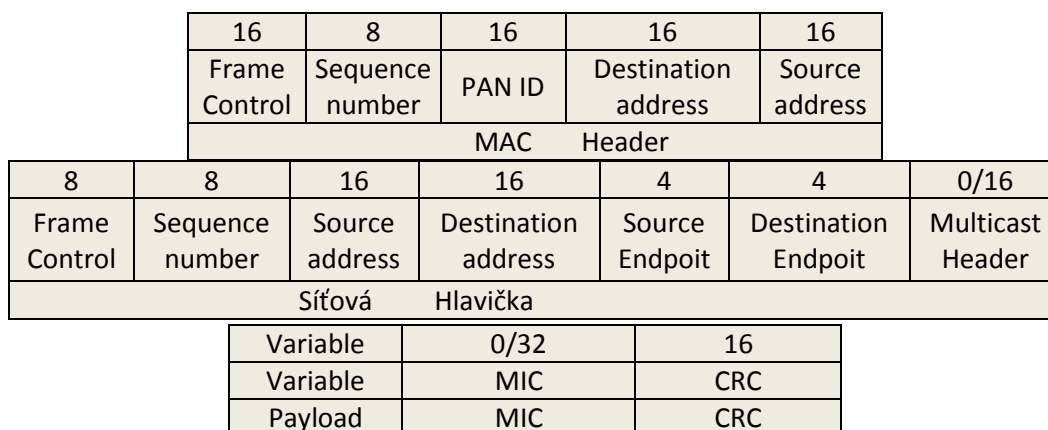 16 8 16 16 16
Frame Sequence PAN ID Destination Source
Control number address address
MAC Header
8 8 16 16 4 4 0/16
Frame Sequence Source Destination Source Destination Multicast
Control number address address Endpoit Endpoit Header
Síťová Hlavička
Variable 0/32 16
Variable MIC CRC
Payload MIC CRC